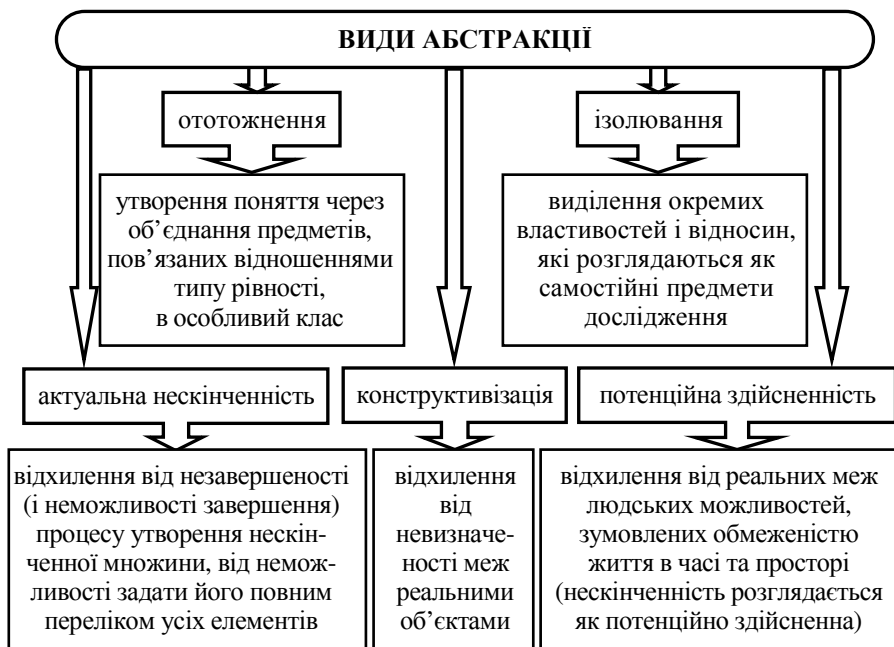 ВИДИ АБСТРАКЦІЇ
ототожнення
утворення поняття через
об’єднання предметів,
пов’язаних відношеннями
типу рівності,
в особливий клас
ізолювання
виділення окремих
властивостей і відносин,
які розглядаються як
самостійні предмети
дослідження
актуальна нескінченність
відхилення від незавершеності
(і неможливості завершення)
процесу утворення нескін-
ченної множини, від немож-
ливості задати його повним
переліком усіх елементів
конструктивізація
відхилення
від
невизначе-
ності меж
реальними
об’єктами
потенційна здійсненність
відхилення від реальних меж
людських можливостей,
зумовлених обмеженістю
життя в часі та просторі
(нескінченність розглядається
як потенційно здійсненна)